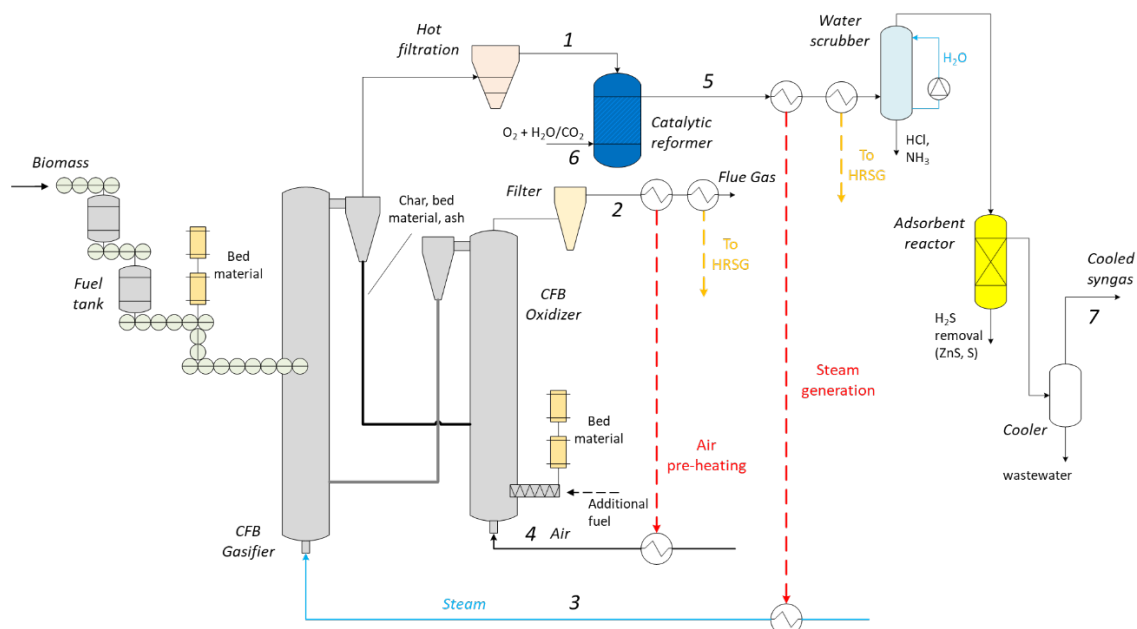 Hot
filtration
1
Water
scrubber
H₂O
5
O₂ + H₂O/CO₂
6
Catalytic
reformer
HCl,
NH₃
To
HRSG
Biomass
Filter
2
Flue Gas
Char, bed
material, ash
Bed
material
Fuel
tank
To
HRSG
CFB
Oxidizer
Adsorbent
reactor
Cooled
syngas
7
H₂S
removal
(ZnS, S)
Steam
generation
Bed
material
Air
pre-heating
Cooler
wastewater
Additional
fuel
CFB
Gasifier
4
Air
Steam
3